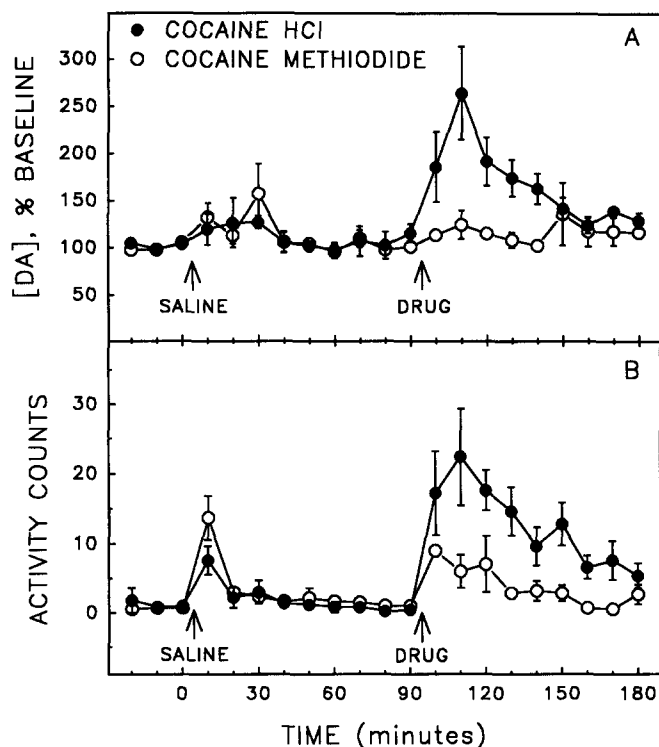 ● COCAINE HCl
○ COCAINE METHIODIDE
A
[DA], % BASELINE
300
250
200
150
100
50
SALINE
DRUG
B
ACTIVITY COUNTS
30
20
10
0
SALINE
DRUG
0 30 60 90 120 150 180
TIME (minutes)